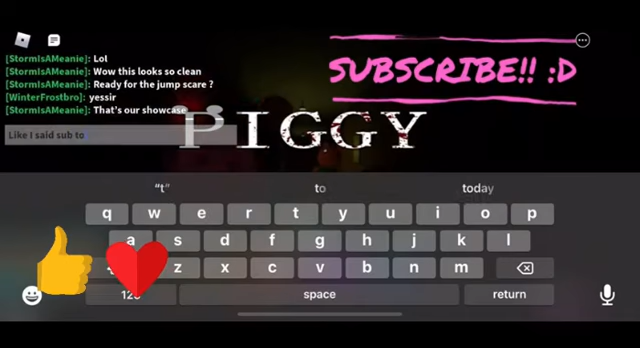 [StormIsAMeanie]: Lol
[StormIsAMeanie]: Wow this looks so clean
[StormIsAMeanie]: Ready for the jump scare ?
[WinterFrostbro]: yessir
[StormIsAMeanie]: That's our showcase
Like I said sub to
SUBSCRIBE!! :D
PIGGY
“t” to today
q w e r t y u i o p
a s d f g h j k l
z x c v b n m
123 space return